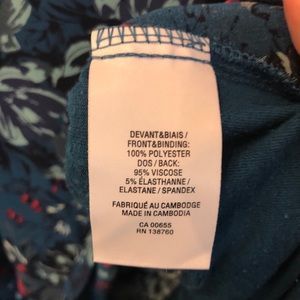 DEVANT&BIAIS /
FRONT&BINDING:
100% POLYESTER
DOS / BACK:
95% VISCOSE
5% ÉLASTHANNE /
ELASTANE / SPANDEX
FABRIQUÉ AU CAMBODGE
MADE IN CAMBODIA
CA 00655
RN 138760